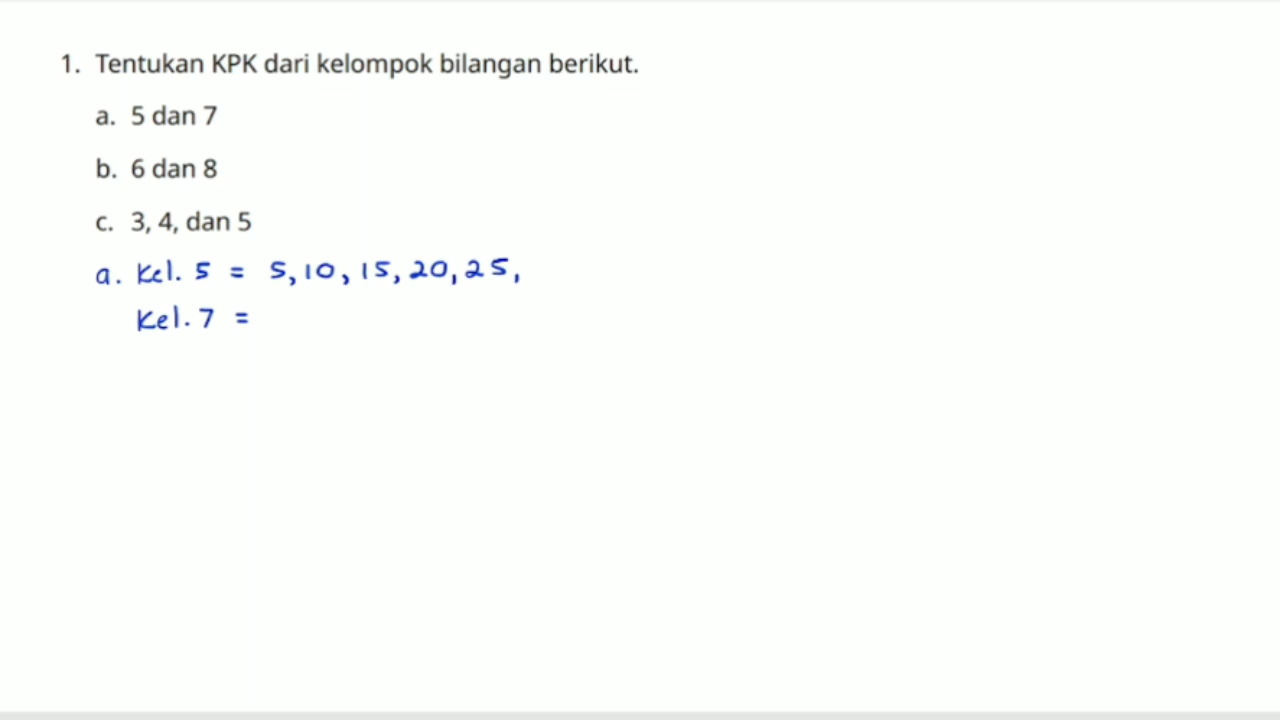 1. Tentukan KPK dari kelompok bilangan berikut.
a. 5 dan 7
b. 6 dan 8
c. 3, 4, dan 5
a. Kel. 5 = 5, 10, 15, 20, 25,
Kel. 7 =